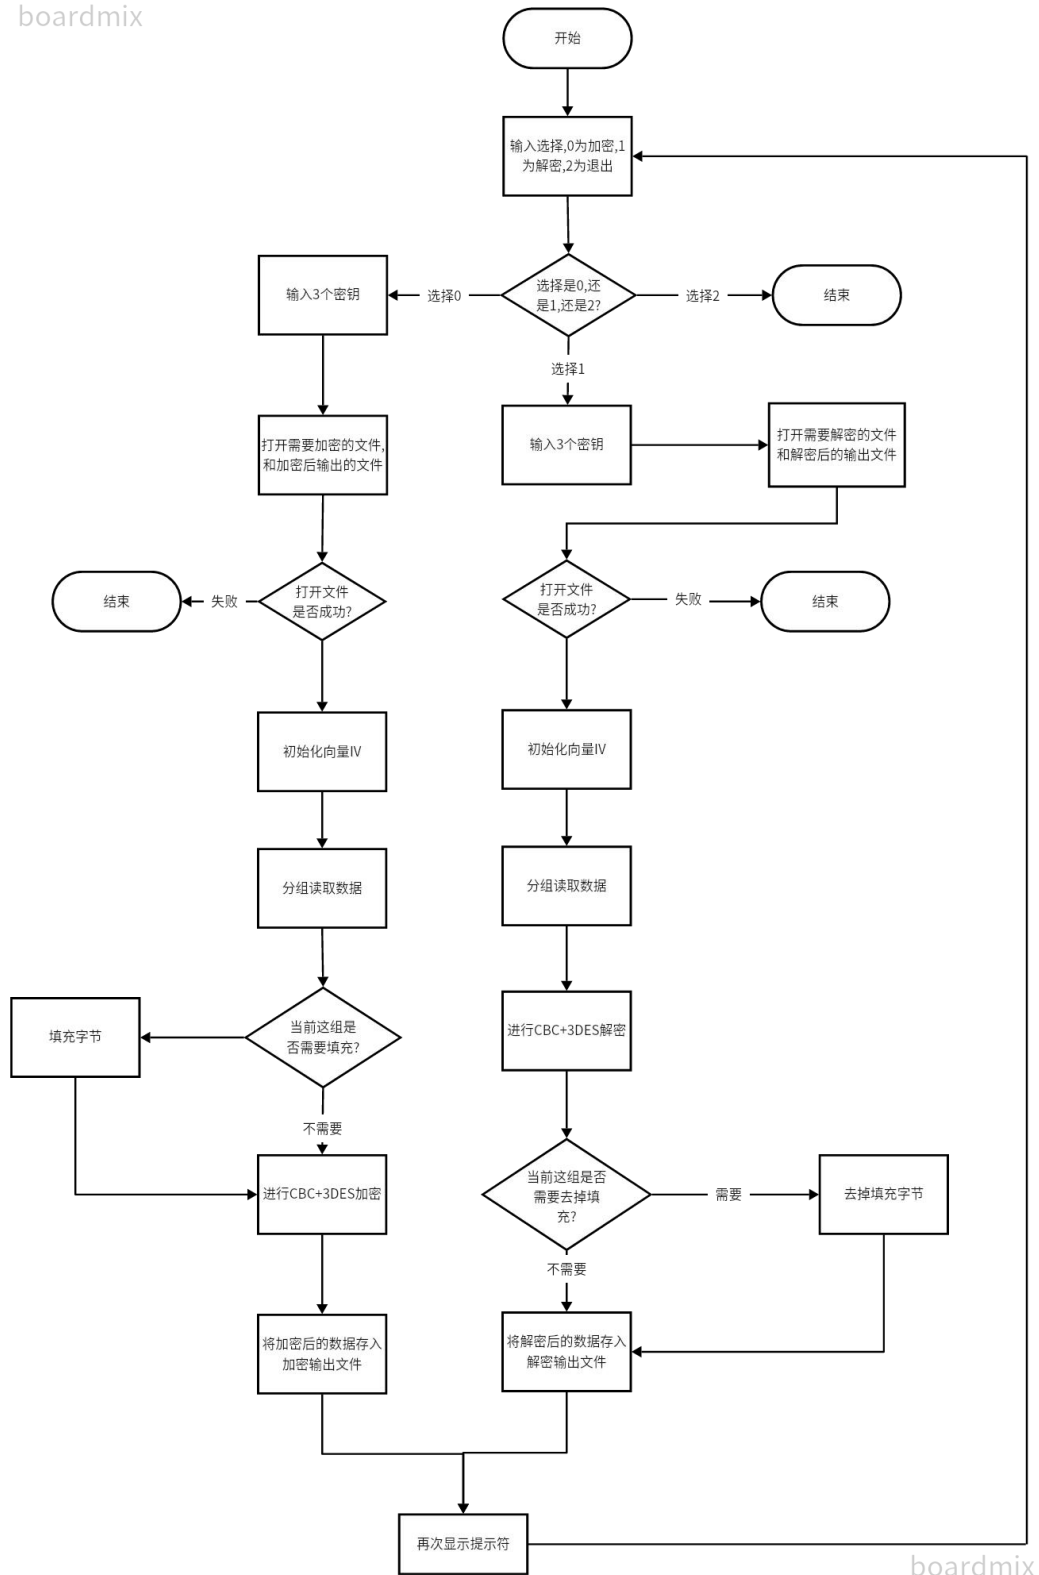 boardmix
开始
输入选择,0为加密,1
为解密,2为退出
输入3个密钥
选择0
选择是0,还
是1,还是2?
选择2
结束
选择1
打开需要加密的文件,
和加密后输出的文件
输入3个密钥
打开需要解密的文件
和解密后的输出文件
结束
失败
打开文件
是否成功?
打开文件
是否成功?
失败
结束
初始化向量IV
初始化向量IV
分组读取数据
分组读取数据
填充字节
当前这组是
否需要填充?
进行CBC+3DES解密
不需要
进行CBC+3DES加密
当前这组是否
需要去掉填
充?
需要
去掉填充字节
不需要
将加密后的数据存入
加密输出文件
将解密后的数据存入
解密输出文件
再次显示提示符
boardmix